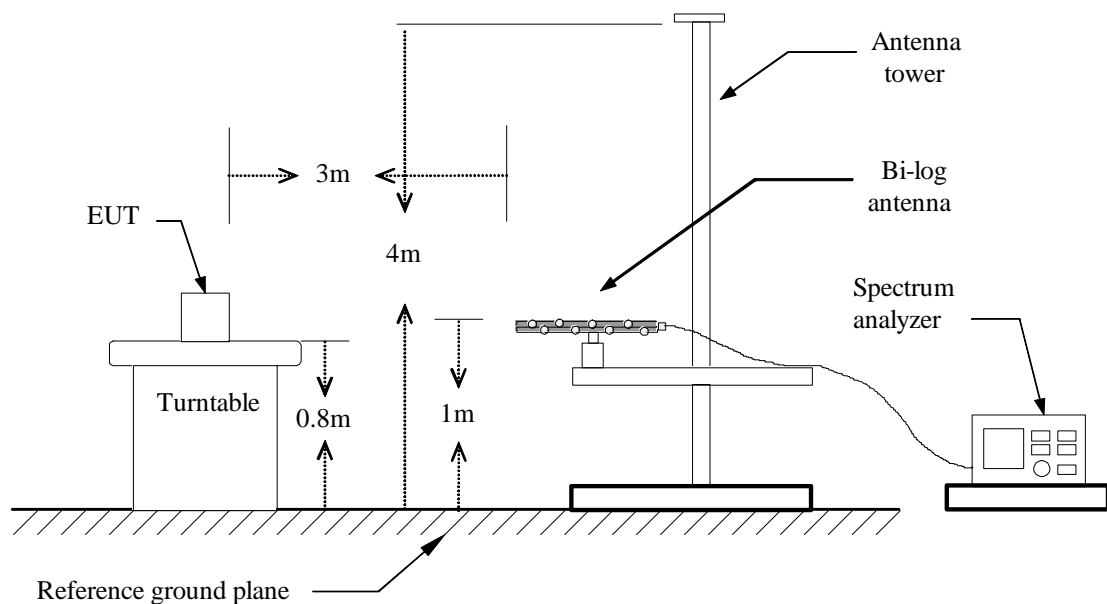 Antenna
tower
3m
Bi-log
antenna
EUT
4m
Spectrum
analyzer
Turntable
0.8m
1m
Reference ground plane